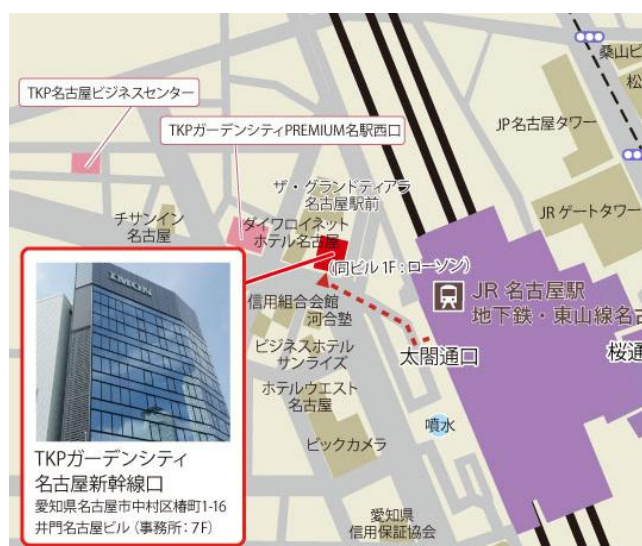 TKP名古屋ビジネスセンター
TKPガーデンシティPREMIUM名駅西口
桑山ビ
松
JP名古屋タワー
ザ・グランドティアラ
名古屋駅前
チサンイン
名古屋
ダイワロイネット
ホテル名古屋
JRゲートタワー
(同ビル1F:ローソン)
IMON
信用組合会館
河合塾
JR 名古屋駅
地下鉄・東山線名古
ビジネスホテル
サンライズ
太閤通口
桜通
ホテルウエスト
名古屋
噴水
ビックカメラ
TKPガーデンシティ
名古屋新幹線口
愛知県名古屋市中村区椿町1-16
井門名古屋ビル(事務所:7F)
愛知県
信用保証協会